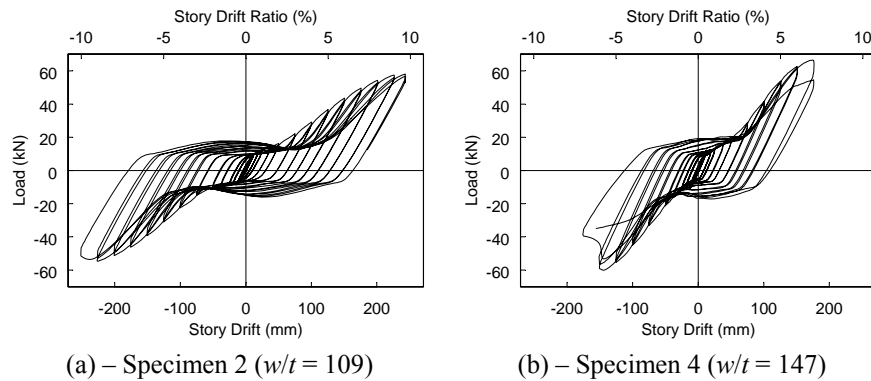 Story Drift Ratio (%)
-10 -5 0 5 10
60
40
20
0
-20
-40
-60
Load (kN)
-200 -100 0 100 200
Story Drift (mm)
(a) – Specimen 2 (w/t = 109)
Story Drift Ratio (%)
-10 -5 0 5 10
60
40
20
0
-20
-40
-60
Load (kN)
-200 -100 0 100 200
Story Drift (mm)
(b) – Specimen 4 (w/t = 147)